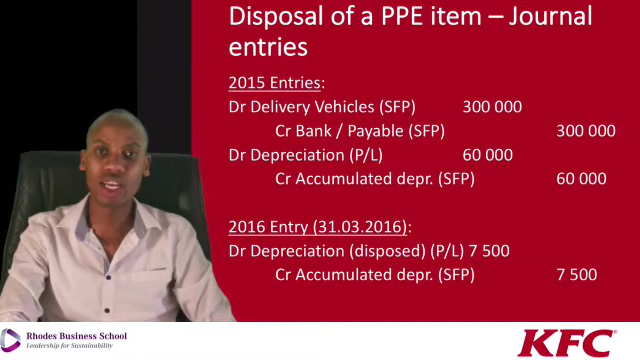 Disposal of a PPE item – Journal
entries
2015 Entries:
Dr Delivery Vehicles (SFP) 300 000
Cr Bank / Payable (SFP) 300 000
Dr Depreciation (P/L) 60 000
Cr Accumulated depr. (SFP) 60 000
2016 Entry (31.03.2016):
Dr Depreciation (disposed) (P/L) 7 500
Cr Accumulated depr. (SFP) 7 500
Rhodes Business School
Leadership for Sustainability
KFC®